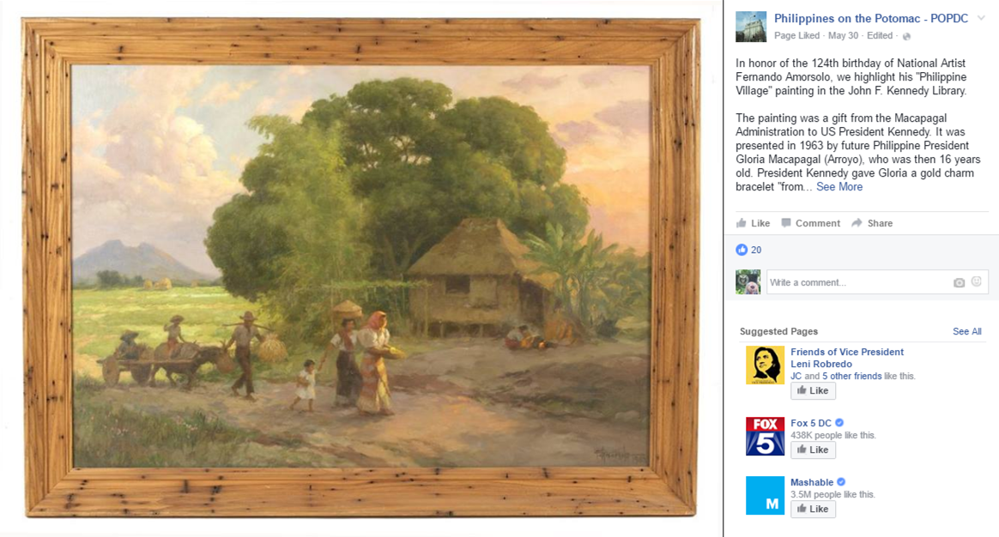 Philippines on the Potomac - POPDC
Page Liked · May 30 · Edited ·
In honor of the 124th birthday of National Artist
Fernando Amorsolo, we highlight his "Philippine
Village" painting in the John F. Kennedy Library.
The painting was a gift from the Macapagal
Administration to US President Kennedy. It was
presented in 1963 by future Philippine President
Gloria Macapagal (Arroyo), who was then 16 years
old. President Kennedy gave Gloria a gold charm
bracelet "from... See More
Like Comment Share
20
Write a comment...
Suggested Pages See All
Friends of Vice President
Leni Robredo
JC and 5 other friends like this.
Like
FOX
5
Fox 5 DC
438K people like this.
Like
M
Mashable
3.5M people like this.
Like